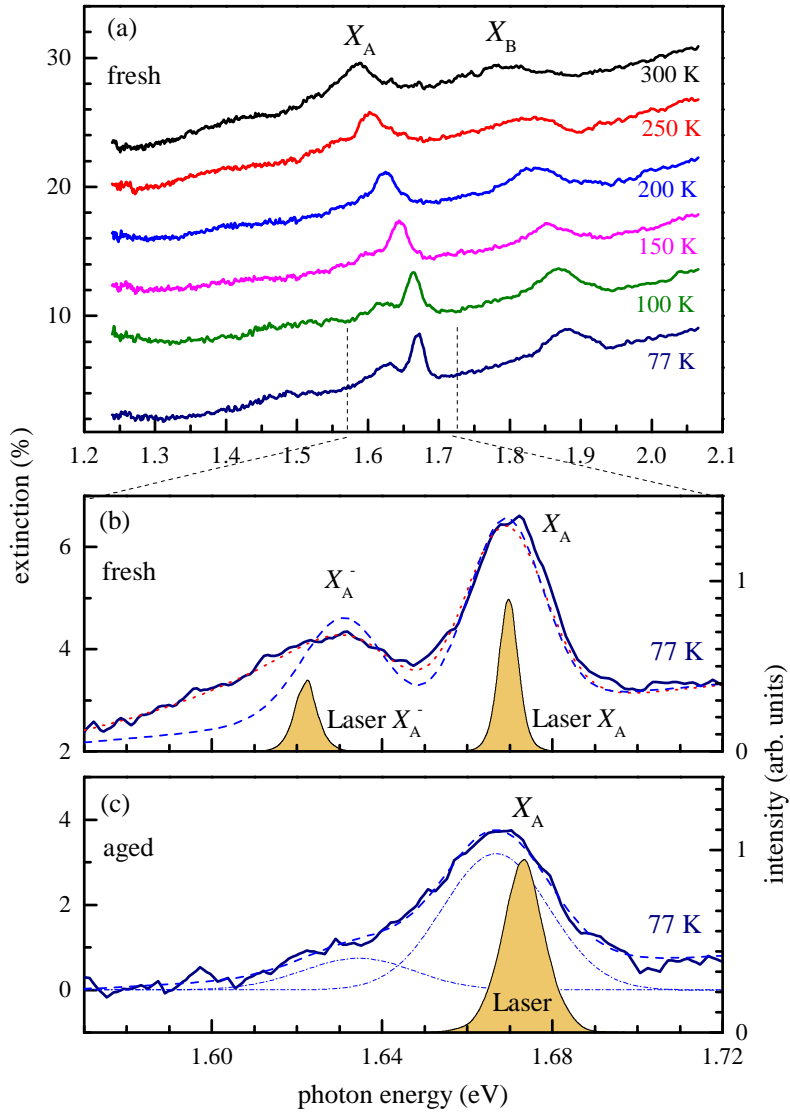 (a)
X_A
X_B
fresh
300 K
250 K
200 K
150 K
100 K
77 K
30
20
10
1.2 1.3 1.4 1.5 1.6 1.7 1.8 1.9 2.0 2.1
extinction (%)
(b)
fresh
X_A^-
X_A
77 K
Laser X_A^-
Laser X_A
6
4
2
1
0
intensity (arb. units)
(c)
aged
X_A
77 K
Laser
4
2
0
1
0
1.60 1.64 1.68 1.72
photon energy (eV)